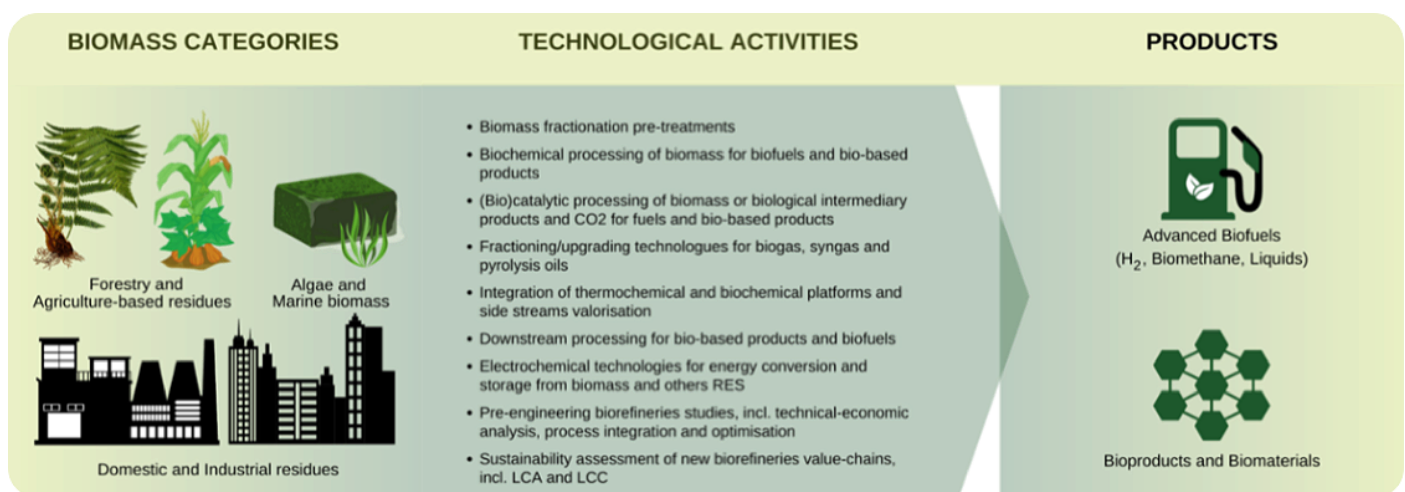 BIOMASS CATEGORIES
TECHNOLOGICAL ACTIVITIES
PRODUCTS
Forestry and
Agriculture-based residues
Algae and
Marine biomass
Domestic and Industrial residues
• Biomass fractionation pre-treatments
• Biochemical processing of biomass for biofuels and bio-based
products
• (Bio)catalytic processing of biomass or biological intermediary
products and CO2 for fuels and bio-based products
• Fractioning/upgrading technologues for biogas, syngas and
pyrolysis oils
• Integration of thermochemical and biochemical platforms and
side streams valorisation
• Downstream processing for bio-based products and biofuels
• Electrochemical technologies for energy conversion and
storage from biomass and others RES
• Pre-engineering biorefineries studies, incl. technical-economic
analysis, process integration and optimisation
• Sustainability assessment of new biorefineries value-chains,
incl. LCA and LCC
Advanced Biofuels
(H₂, Biomethane, Liquids)
Bioproducts and Biomaterials